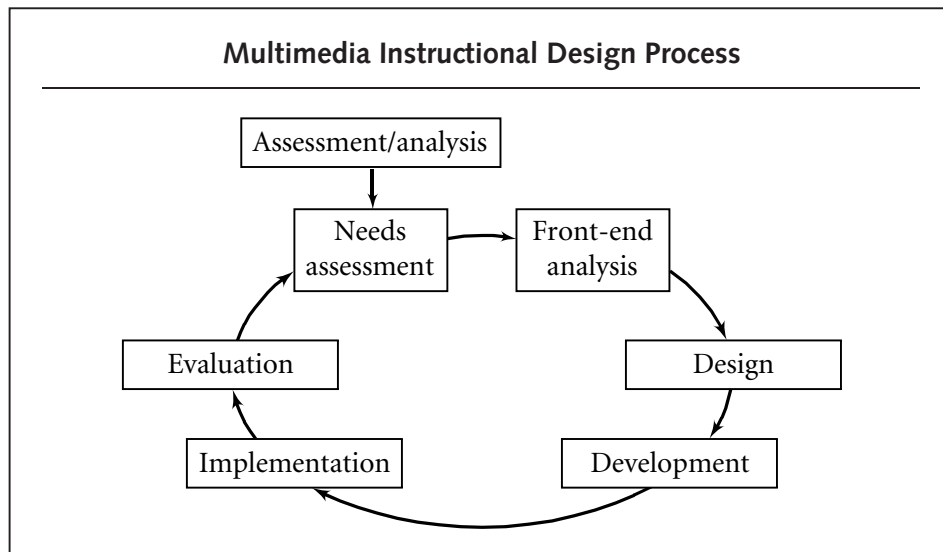 Multimedia Instructional Design Process
Assessment/analysis
Needs
assessment
Front-end
analysis
Evaluation
Design
Implementation
Development